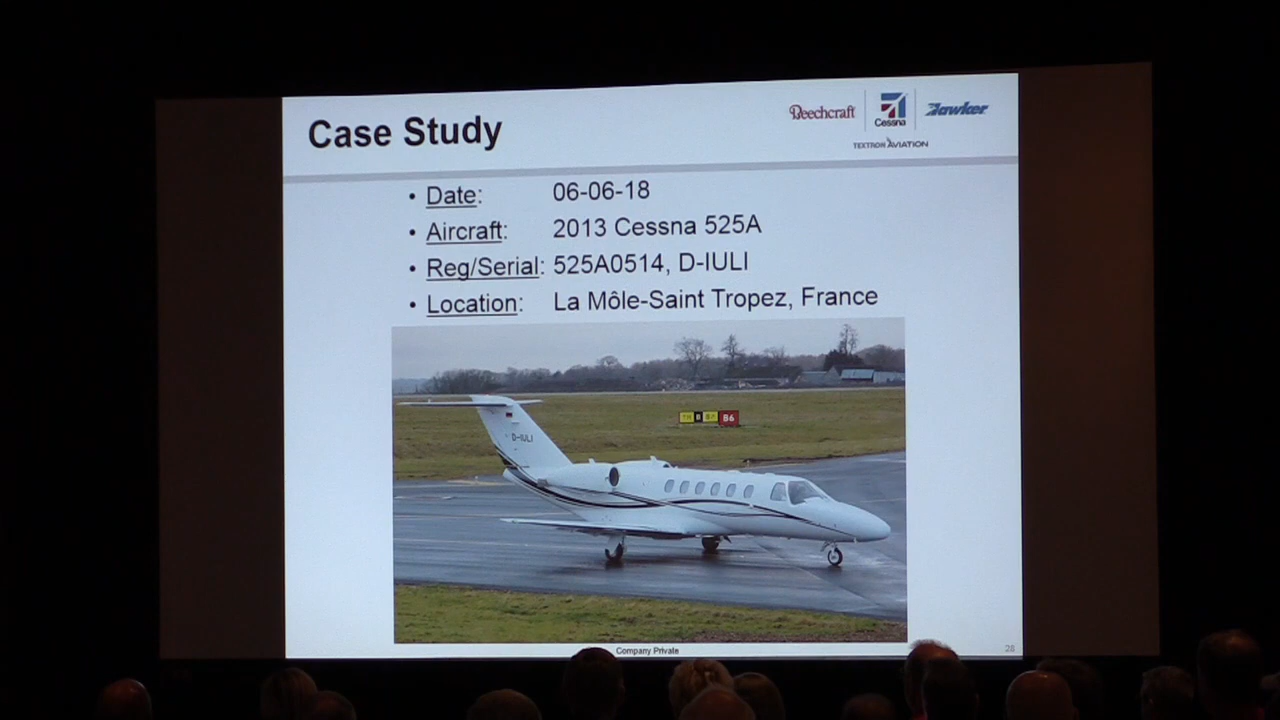 Case Study
Beechcraft
Cessna
Hawker
TEXTRON AVIATION
• Date: 06-06-18
• Aircraft: 2013 Cessna 525A
• Reg/Serial: 525A0514, D-IULI
• Location: La Môle-Saint Tropez, France
B6
D-IULI
Company Private
28